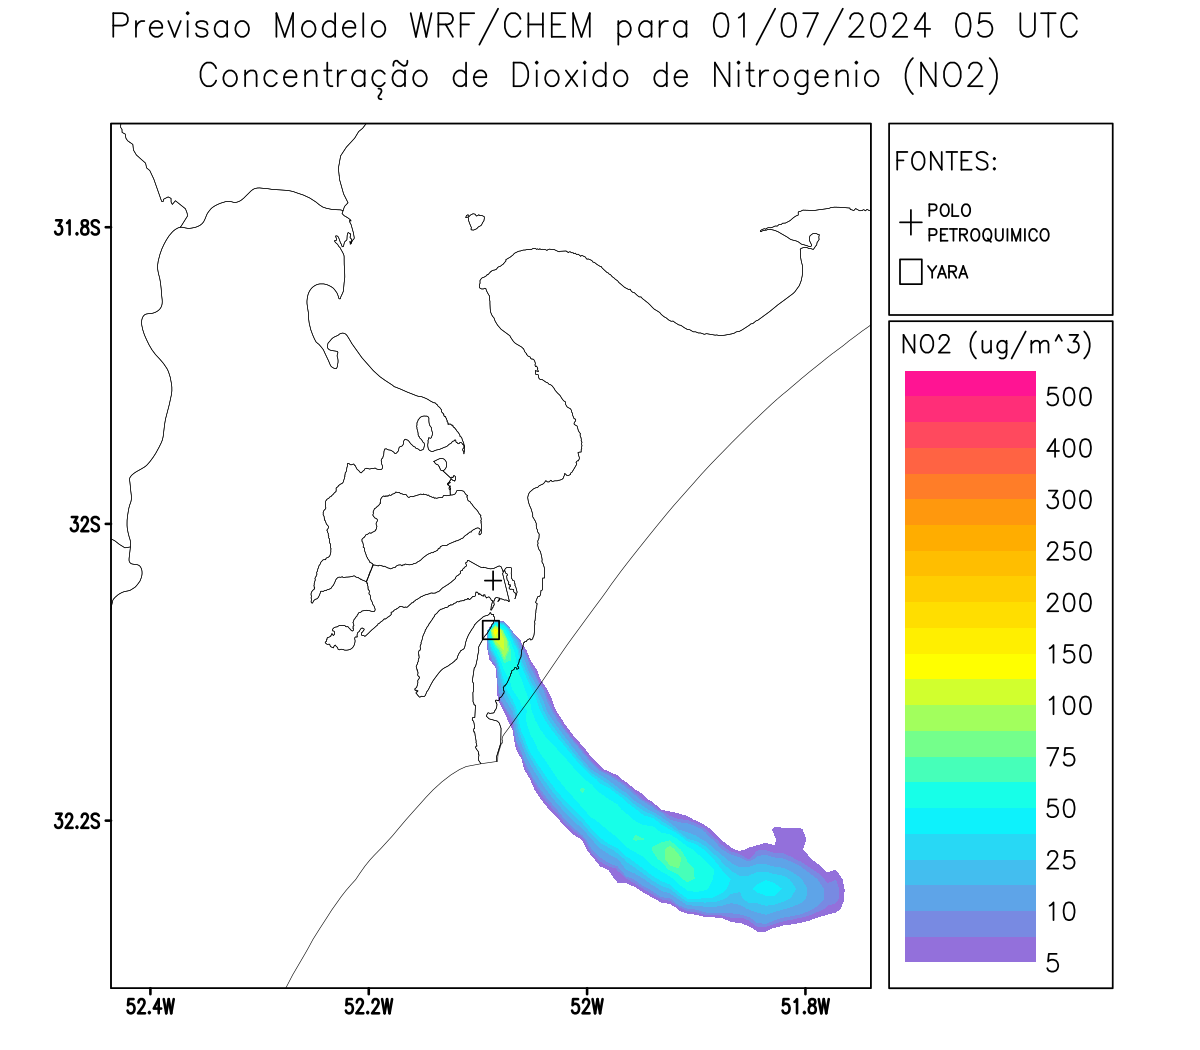 Previsao Modelo WRF/CHEM para 01/07/2024 05 UTC
Concentração de Dioxido de Nitrogenio (NO2)
FONTES:
POLO
PETROQUIMICO
YARA
NO2 (ug/m^3)
500
400
300
250
200
150
100
75
50
25
10
5
31.8S
32S
32.2S
52.4W
52.2W
52W
51.8W